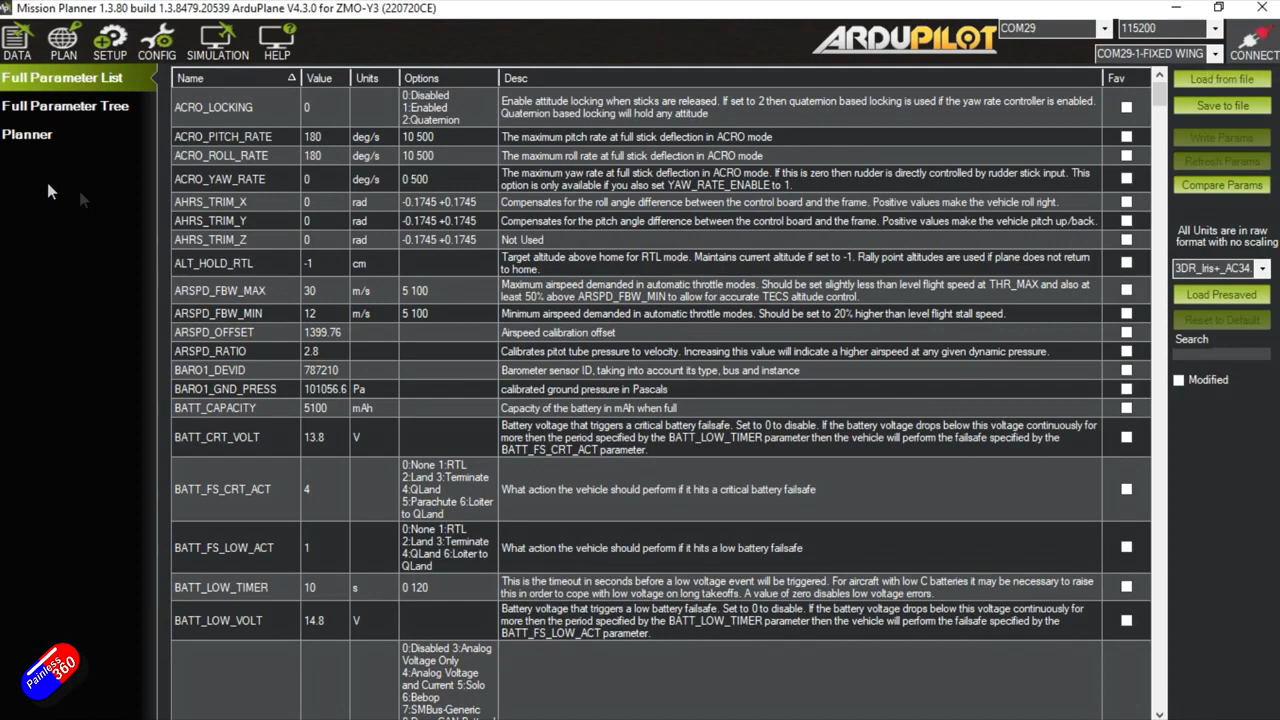 Mission Planner 1.3.80 build 1.3.8479.20539 ArduPlane V4.3.0 for ZMO-Y3 (220720CE)
DATA PLAN SETUP CONFIG SIMULATION HELP
ARDUPILOT
COM29 115200
COM29-1-FIXED WING
CONNECT
Full Parameter List
Full Parameter Tree
Planner
Name Value Units Options Desc Fav
ACRO_LOCKING 0
0:Disabled
1:Enabled
2:Quaternion
Enable attitude locking when sticks are released. If set to 2 then quaternion based locking is used if the yaw rate controller is enabled.
Quaternion based locking will hold any attitude
ACRO_PITCH_RATE 180 deg/s 10 500 The maximum pitch rate at full stick deflection in ACRO mode
ACRO_ROLL_RATE 180 deg/s 10 500 The maximum roll rate at full stick deflection in ACRO mode
ACRO_YAW_RATE 0 deg/s 0 500
The maximum yaw rate at full stick deflection in ACRO mode. If this is zero then rudder is directly controlled by rudder stick input. This
option is only available if you also set YAW_RATE_ENABLE to 1.
AHRS_TRIM_X 0 rad -0.1745 +0.1745 Compensates for the roll angle difference between the control board and the frame. Positive values make the vehicle roll right.
AHRS_TRIM_Y 0 rad -0.1745 +0.1745 Compensates for the pitch angle difference between the control board and the frame. Positive values make the vehicle pitch up/back.
AHRS_TRIM_Z 0 rad -0.1745 +0.1745 Not Used
ALT_HOLD_RTL -1 cm
Target altitude above home for RTL mode. Maintains current altitude if set to -1. Rally point altitudes are used if plane does not return
to home.
ARSPD_FBW_MAX 30 m/s 5 100
Maximum airspeed demanded in automatic throttle modes. Should be set slightly less than level flight speed at THR_MAX and also at
least 50% above ARSPD_FBW_MIN to allow for accurate TECS altitude control.
ARSPD_FBW_MIN 12 m/s 5 100 Minimum airspeed demanded in automatic throttle modes. Should be set to 20% higher than level flight stall speed.
ARSPD_OFFSET 1399.76 Airspeed calibration offset
ARSPD_RATIO 2.8 Calibrates pitot tube pressure to velocity. Increasing this value will indicate a higher airspeed at any given dynamic pressure.
BARO1_DEVID 787210 Barometer sensor ID, taking into account its type, bus and instance
BARO1_GND_PRESS 101056.6 Pa calibrated ground pressure in Pascals
BATT_CAPACITY 5100 mAh Capacity of the battery in mAh when full
BATT_CRT_VOLT 13.8 V
Battery voltage that triggers a critical battery failsafe. Set to 0 to disable. If the battery voltage drops below this voltage continuously for
more then the period specified by the BATT_LOW_TIMER parameter then the vehicle will perform the failsafe specified by the
BATT_FS_CRT_ACT parameter.
BATT_FS_CRT_ACT 4
0:None 1:RTL
2:Land 3:Terminate
4:QLand
5:Parachute 6:Loiter
to QLand
What action the vehicle should perform if it hits a critical battery failsafe
BATT_FS_LOW_ACT 1
0:None 1:RTL
2:Land 3:Terminate
4:QLand 6:Loiter to
QLand
What action the vehicle should perform if it hits a low battery failsafe
BATT_LOW_TIMER 10 s 0 120
This is the timeout in seconds before a low voltage event will be triggered. For aircraft with low C batteries it may be necessary to raise
this in order to cope with low voltage on long takeoffs. A value of zero disables low voltage errors.
BATT_LOW_VOLT 14.8 V
Battery voltage that triggers a low battery failsafe. Set to 0 to disable. If the battery voltage drops below this voltage continuously for
more then the period specified by the BATT_LOW_TIMER parameter then the vehicle will perform the failsafe specified by the
BATT_FS_LOW_ACT parameter.
0:Disabled 3:Analog
Voltage Only
4:Analog Voltage
and Current 5:Solo
6:Bebop
7:SMBus-Generic
Load from file
Save to file
Write Params
Refresh Params
Compare Params
All Units are in raw
format with no scaling
3DR_Iris+_AC34.
Load Presaved
Reset to Default
Search
Modified
Painless
360